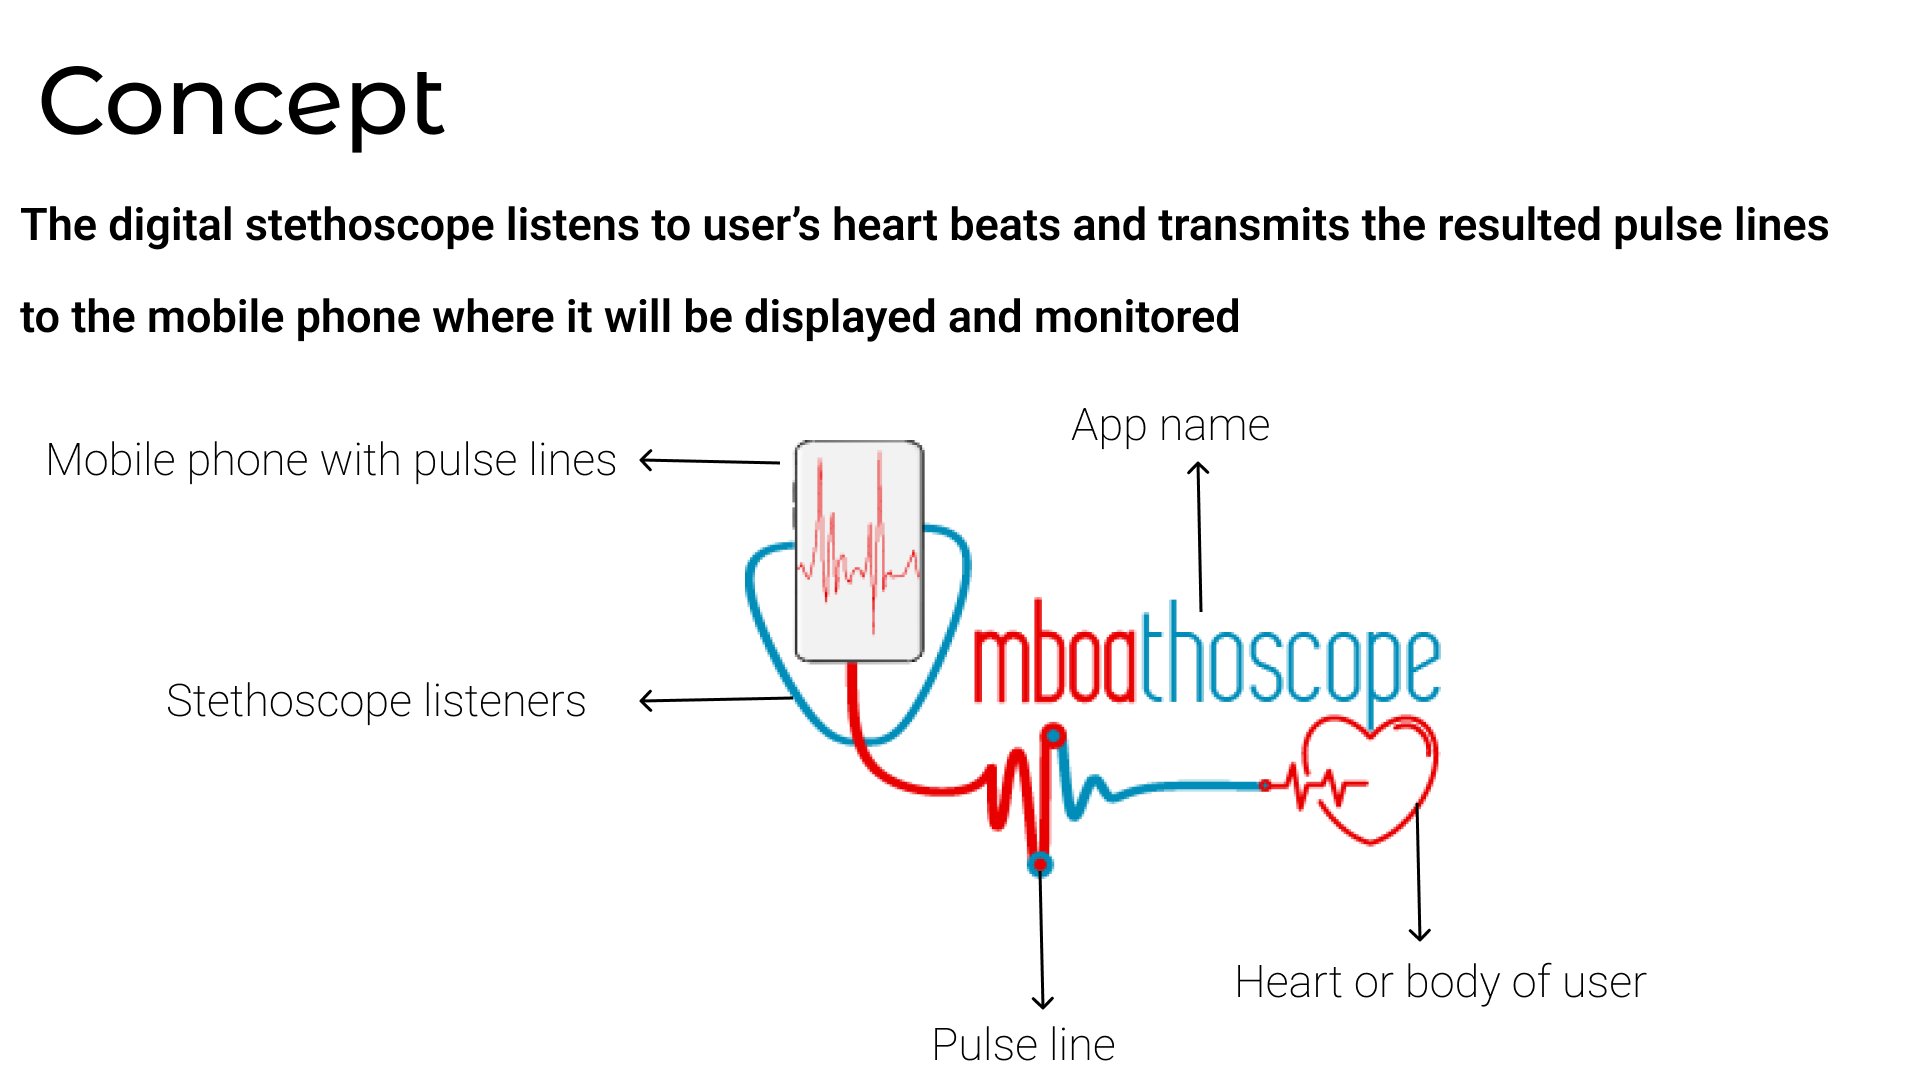 Concept
The digital stethoscope listens to user’s heart beats and transmits the resulted pulse lines
to the mobile phone where it will be displayed and monitored
App name
Mobile phone with pulse lines
mboathoscope
Stethoscope listeners
Heart or body of user
Pulse line